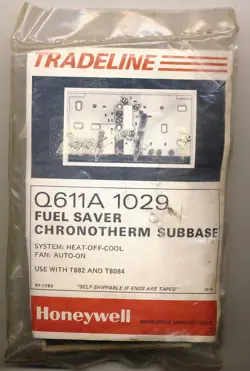 TRADELINE
Q611A 1029
FUEL SAVER
CHRONOTHERM SUBBASE
SYSTEM: HEAT-OFF-COOL
FAN: AUTO-ON
USE WITH T882 AND T8084
"SELF-SHIPPABLE IF ENDS ARE TAPED"
Honeywell